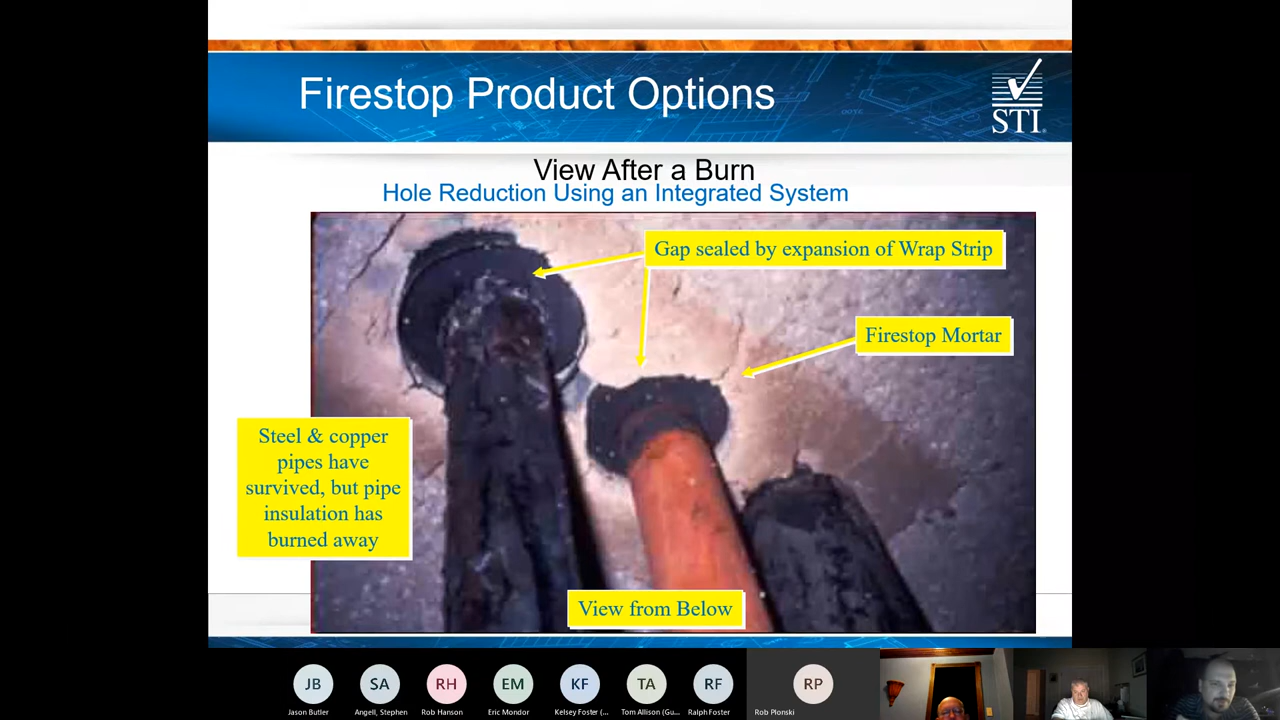 Firestop Product Options
STI
View After a Burn
Hole Reduction Using an Integrated System
Gap sealed by expansion of Wrap Strip
Firestop Mortar
Steel & copper
pipes have
survived, but pipe
insulation has
burned away
View from Below
JB
SA
RH
EM
KF
TA
RF
RP
Jason Butler
Angell, Stephen
Rob Hanson
Eric Mondor
Kelsey Foster (...
Tom Allison (Gu...
Ralph Foster
Rob Plonski